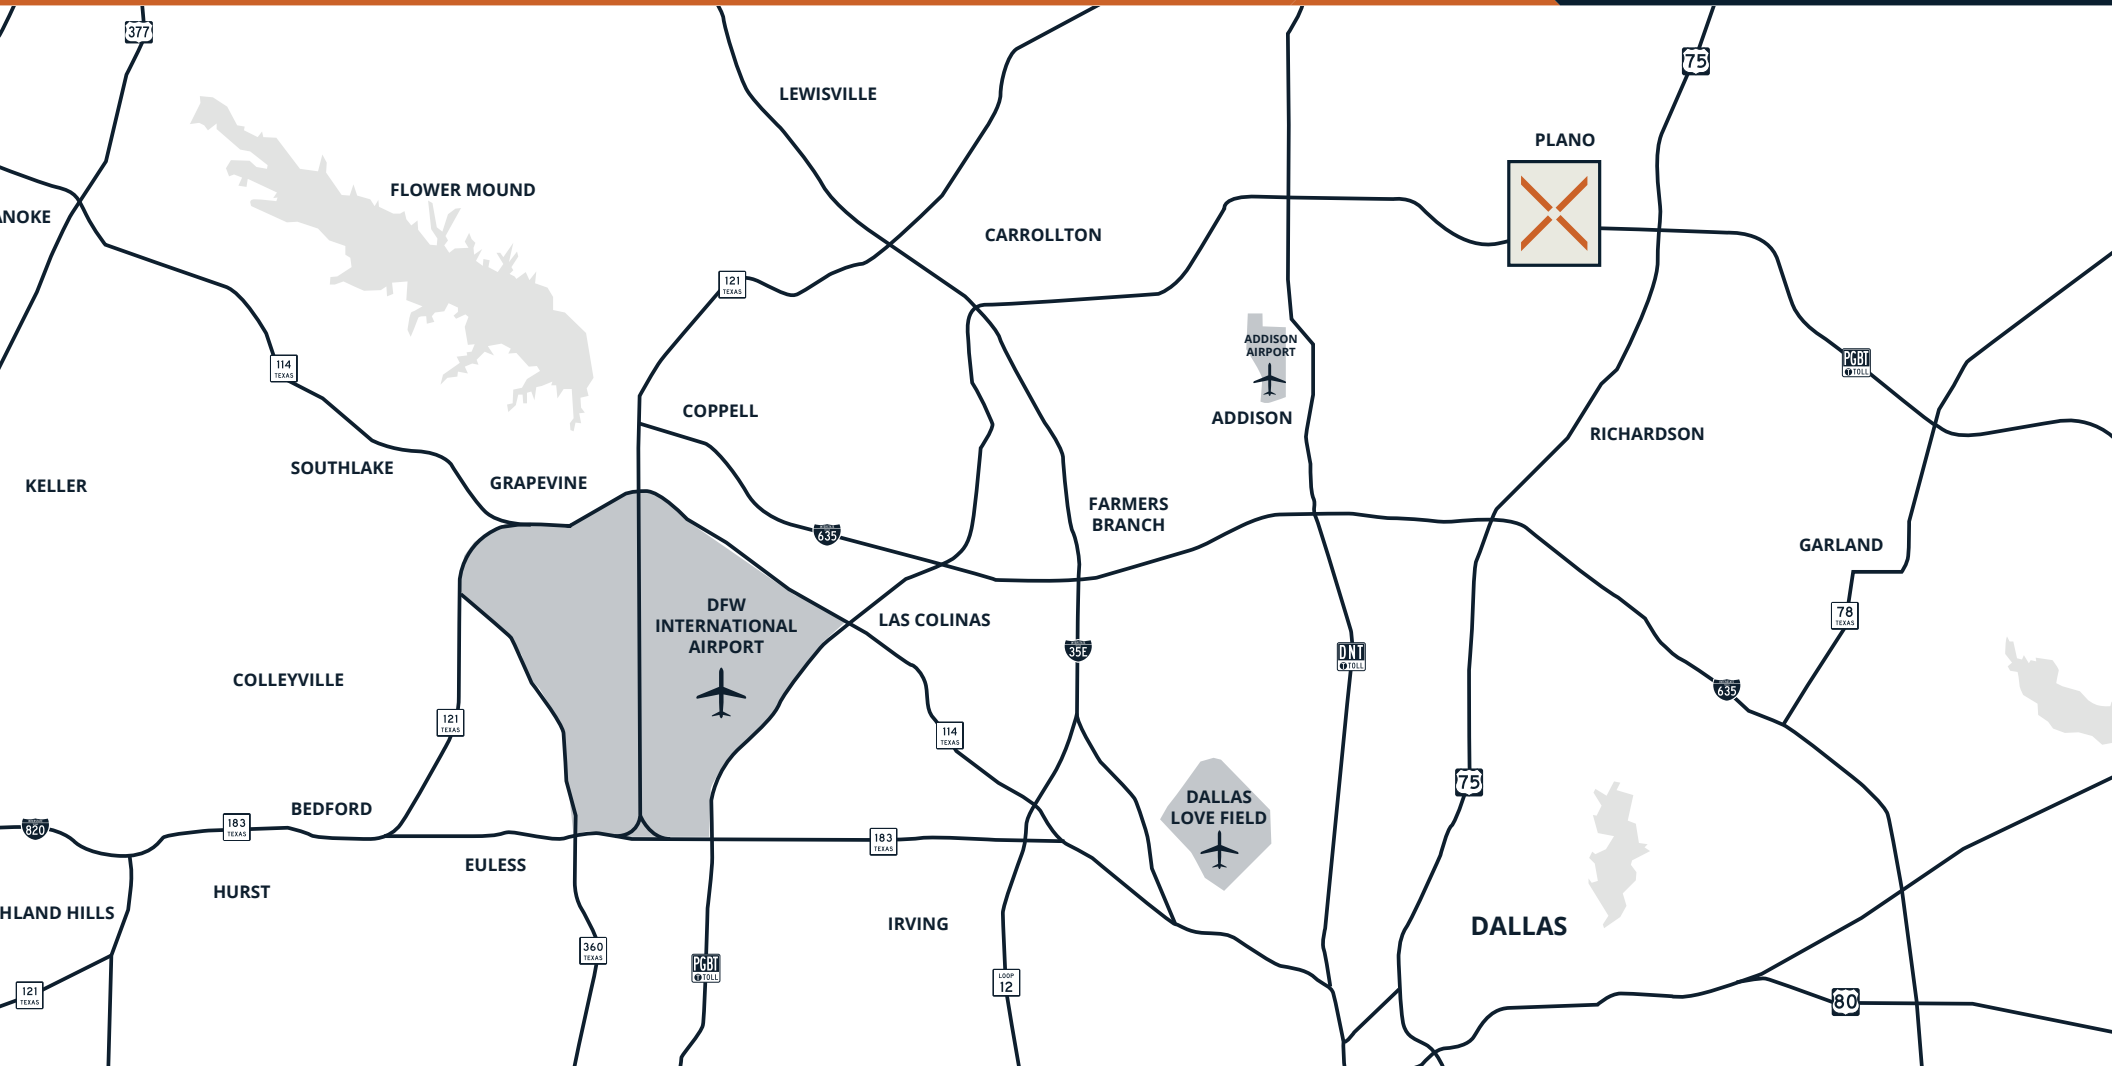 377
75
LEWISVILLE
PLANO
FLOWER MOUND
ANOKE
CARROLLTON
121
TEXAS
ADDISON
AIRPORT
PGBT
TOLL
114
TEXAS
COPPELL
ADDISON
RICHARDSON
SOUTHLAKE
GRAPEVINE
KELLER
FARMERS
BRANCH
635
GARLAND
DFW
INTERNATIONAL
AIRPORT
LAS COLINAS
78
TEXAS
35E
DNT
TOLL
COLLEYVILLE
635
121
TEXAS
114
TEXAS
75
DALLAS
LOVE FIELD
BEDFORD
820
183
TEXAS
183
TEXAS
EULESS
HURST
HLAND HILLS
IRVING
DALLAS
360
TEXAS
PGBT
TOLL
LOOP
12
121
TEXAS
80